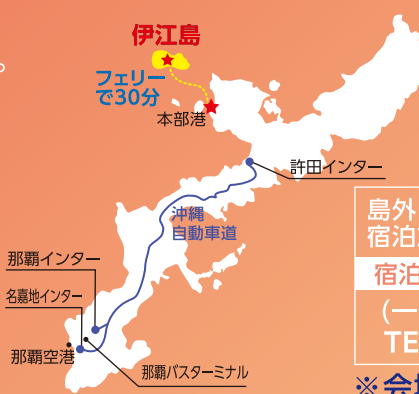 伊江島
フェリー
で30分
本部港
許田インター
沖縄
自動車道
那覇インター
名嘉地インター
那覇空港
那覇バスターミナル
島外
宿泊
宿泊
(一
TE
※会